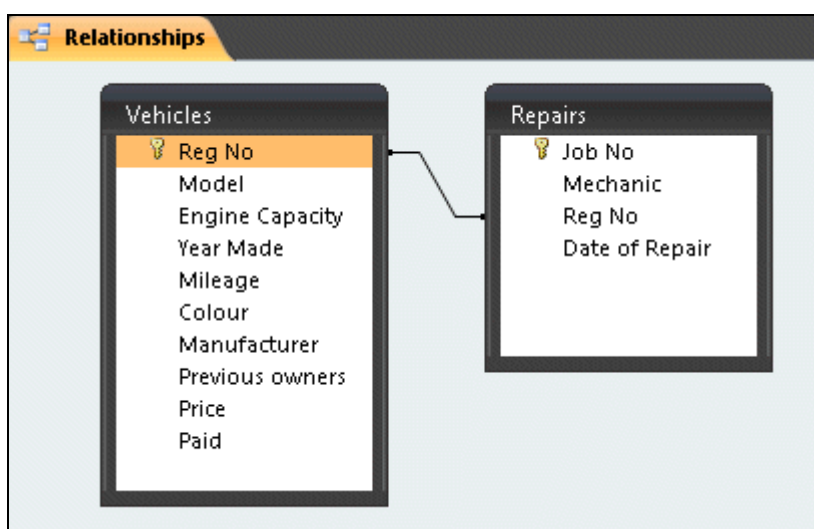 Relationships
Vehicles
Reg No
Model
Engine Capacity
Year Made
Mileage
Colour
Manufacturer
Previous owners
Price
Paid
Repairs
Job No
Mechanic
Reg No
Date of Repair